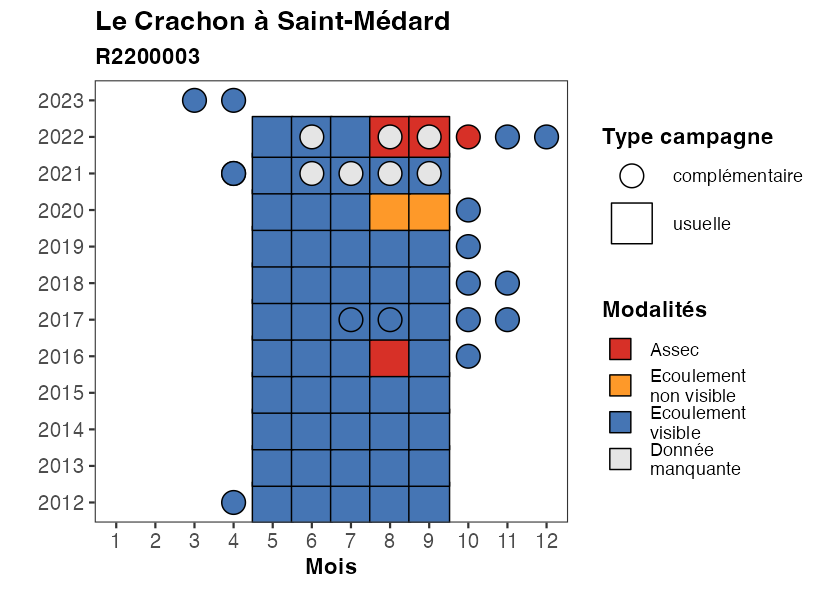 Le Crachon à Saint-Médard
R2200003
2023
2022
2021
2020
2019
2018
2017
2016
2015
2014
2013
2012
1 2 3 4 5 6 7 8 9 10 11 12
Mois
Type campagne
complémentaire
usuelle
Modalités
Assec
Ecoulement
non visible
Ecoulement
visible
Donnée
manquante